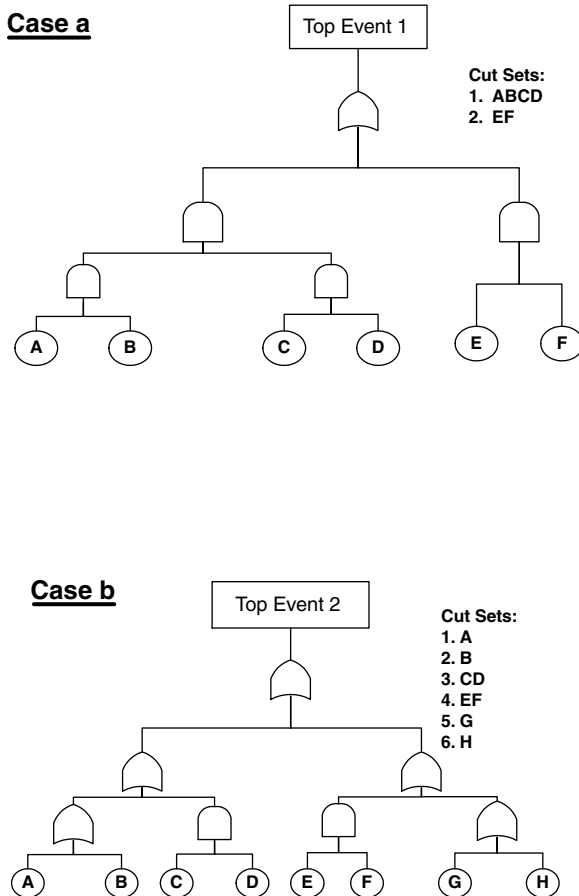 Case a
Top Event 1
Cut Sets:
1. ABCD
2. EF
A B C D E F
Case b
Top Event 2
Cut Sets:
1. A
2. B
3. CD
4. EF
5. G
6. H
A B C D E F G H